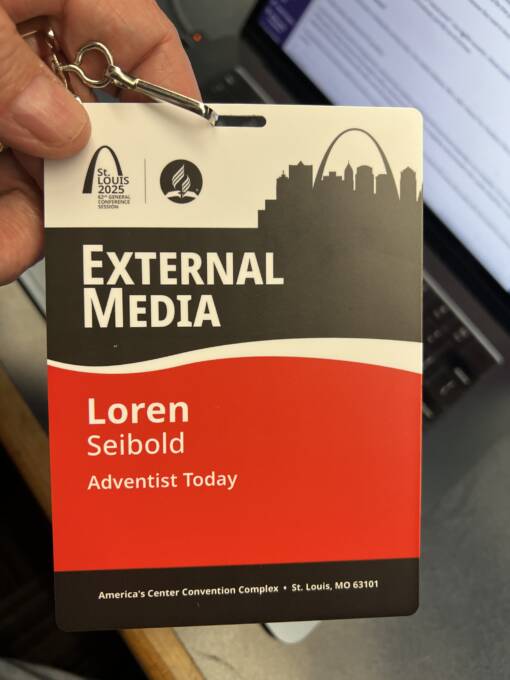 St.
LOUIS
2025
62nd GENERAL
CONFERENCE
SESSION
EXTERNAL
MEDIA
Loren
Seibold
Adventist Today
America's Center Convention Complex • St. Louis, MO 63101